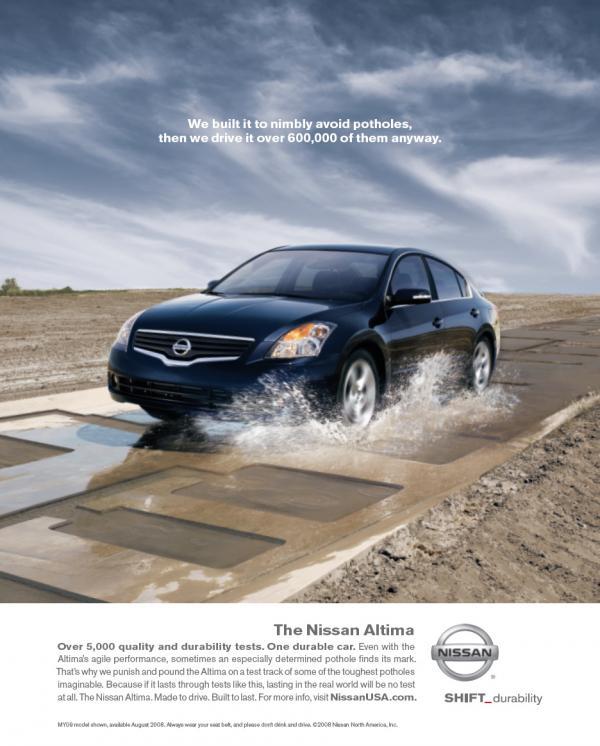 We built it to nimbly avoid potholes,
then we drive it over 600,000 of them anyway.
The Nissan Altima
Over 5,000 quality and durability tests. One durable car. Even with the
Altima's agile performance, sometimes an especially determined pothole finds its mark.
That's why we punish and pound the Altima on a test track of some of the toughest potholes
imaginable. Because if it lasts through tests like this, lasting in the real world will be no test
at all. The Nissan Altima. Made to drive. Built to last. For more info, visit NissanUSA.com.
NISSAN
®
SHIFT_durability
MY09 model shown, available August 2008. Always wear your seat belt, and please don't drink and drive. ©2008 Nissan North America, Inc.